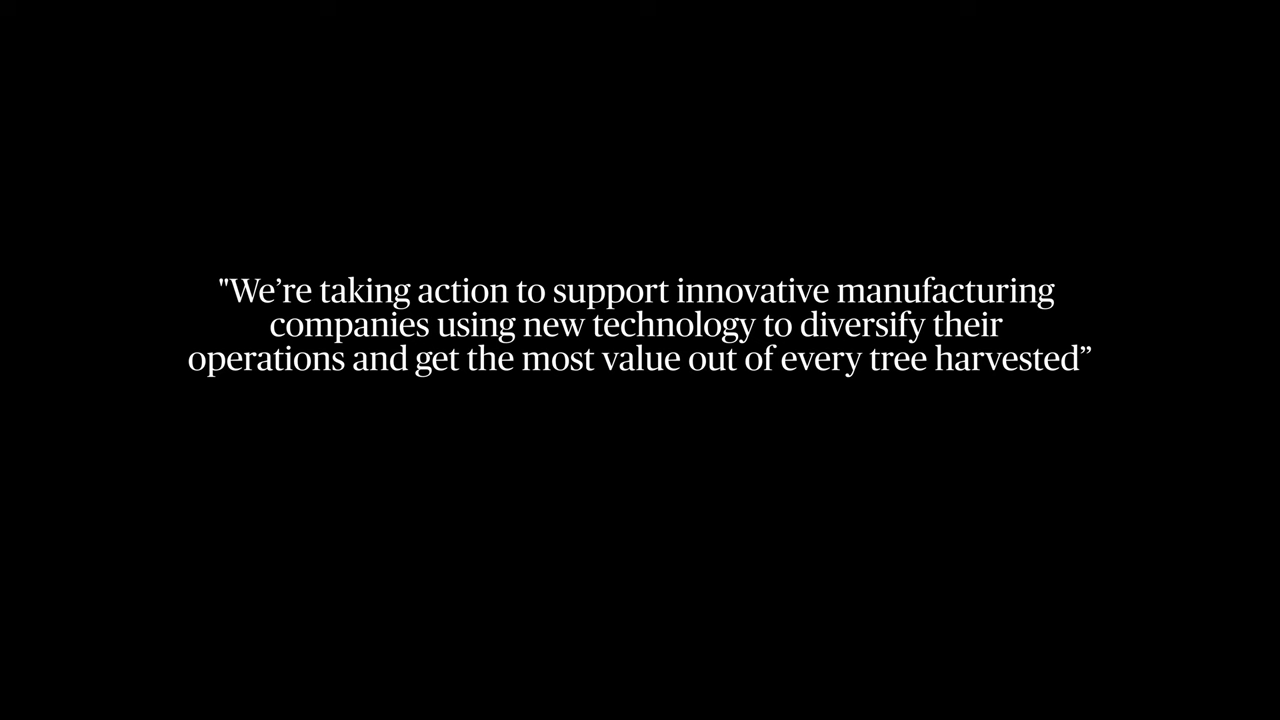 "We’re taking action to support innovative manufacturing
companies using new technology to diversify their
operations and get the most value out of every tree harvested”